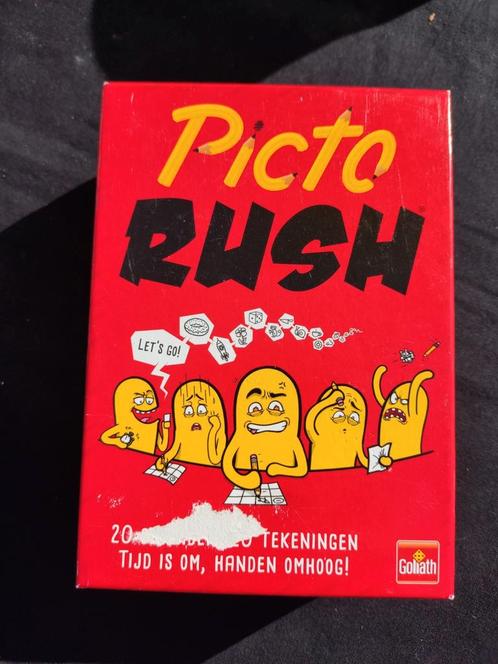 Picto
RUSH
LET'S GO!
20 TEKENINGEN
TIJD IS OM, HANDEN OMHOOG!
Goliath